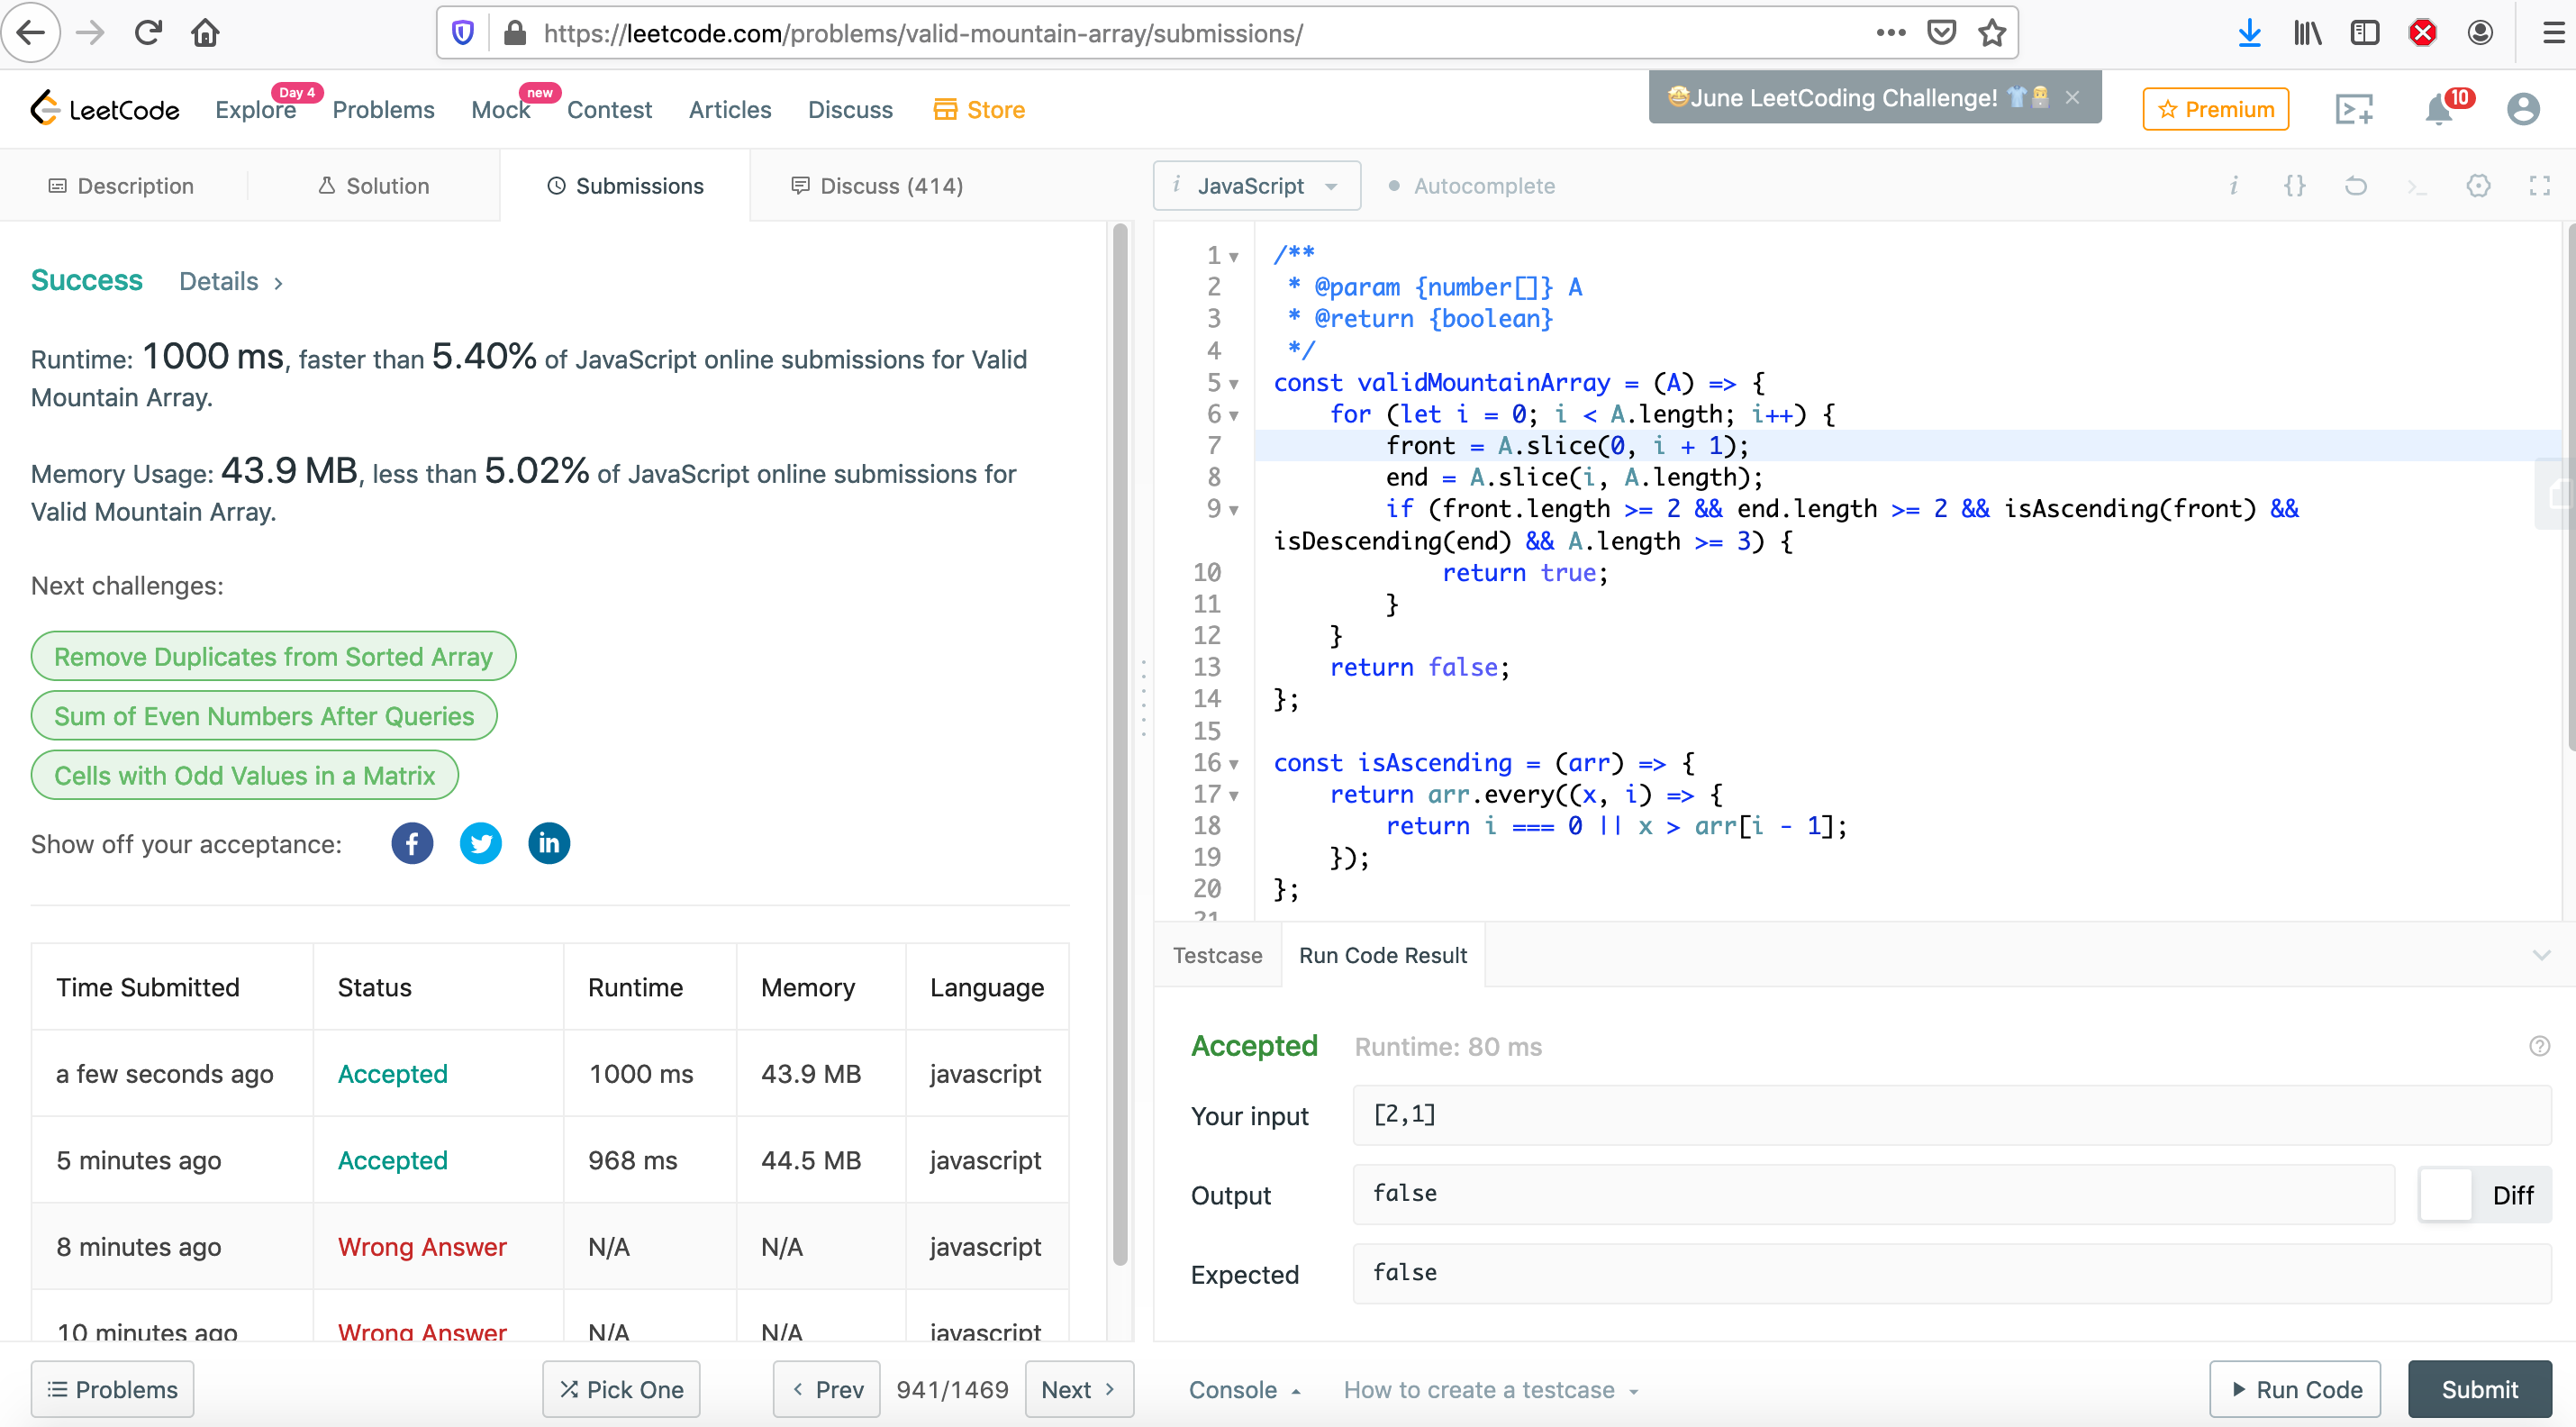 https://leetcode.com/problems/valid-mountain-array/submissions/
LeetCode Explore Day 4 Problems Mock new Contest Articles Discuss Store
🤩June LeetCoding Challenge! 👕 ×
Premium
10
Description Solution Submissions Discuss (414)
i JavaScript Autocomplete
Success Details >
Runtime: 1000 ms, faster than 5.40% of JavaScript online submissions for Valid
Mountain Array.
Memory Usage: 43.9 MB, less than 5.02% of JavaScript online submissions for
Valid Mountain Array.
Next challenges:
Remove Duplicates from Sorted Array
Sum of Even Numbers After Queries
Cells with Odd Values in a Matrix
Show off your acceptance:
Time Submitted Status Runtime Memory Language
a few seconds ago Accepted 1000 ms 43.9 MB javascript
5 minutes ago Accepted 968 ms 44.5 MB javascript
8 minutes ago Wrong Answer N/A N/A javascript
10 minutes ago Wrong Answer N/A N/A javascript
1 /**
2 * @param {number[]} A
3 * @return {boolean}
4 */
5 const validMountainArray = (A) => {
6 for (let i = 0; i < A.length; i++) {
7 front = A.slice(0, i + 1);
8 end = A.slice(i, A.length);
9 if (front.length >= 2 && end.length >= 2 && isAscending(front) &&
isDescending(end) && A.length >= 3) {
10 return true;
11 }
12 }
13 return false;
14 };
15
16 const isAscending = (arr) => {
17 return arr.every((x, i) => {
18 return i === 0 || x > arr[i - 1];
19 });
20 };
21
Testcase Run Code Result
Accepted Runtime: 80 ms
Your input [2,1]
Output false
Diff
Expected false
Problems Pick One < Prev 941/1469 Next >
Console How to create a testcase Run Code Submit